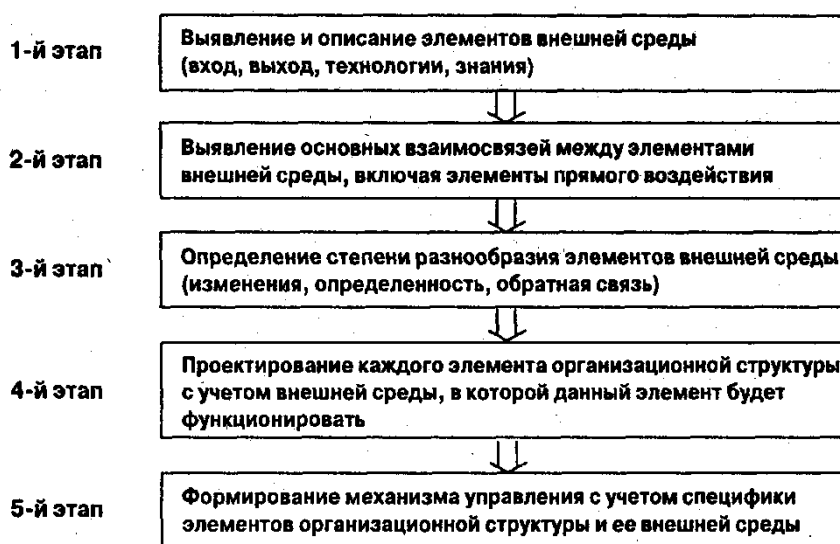 1-й этап
Выявление и описание элементов внешней среды
(вход, выход, технологии, знания)
2-й этап
Выявление основных взаимосвязей между элементами
внешней среды, включая элементы прямого воздействия
3-й этап
Определение степени разнообразия элементов внешней среды
(изменения, определенность, обратная связь)
4-й этап
Проектирование каждого элемента организационной структуры
с учетом внешней среды, в которой данный элемент будет
функционировать
5-й этап
Формирование механизма управления с учетом специфики
элементов организационной структуры и ее внешней среды